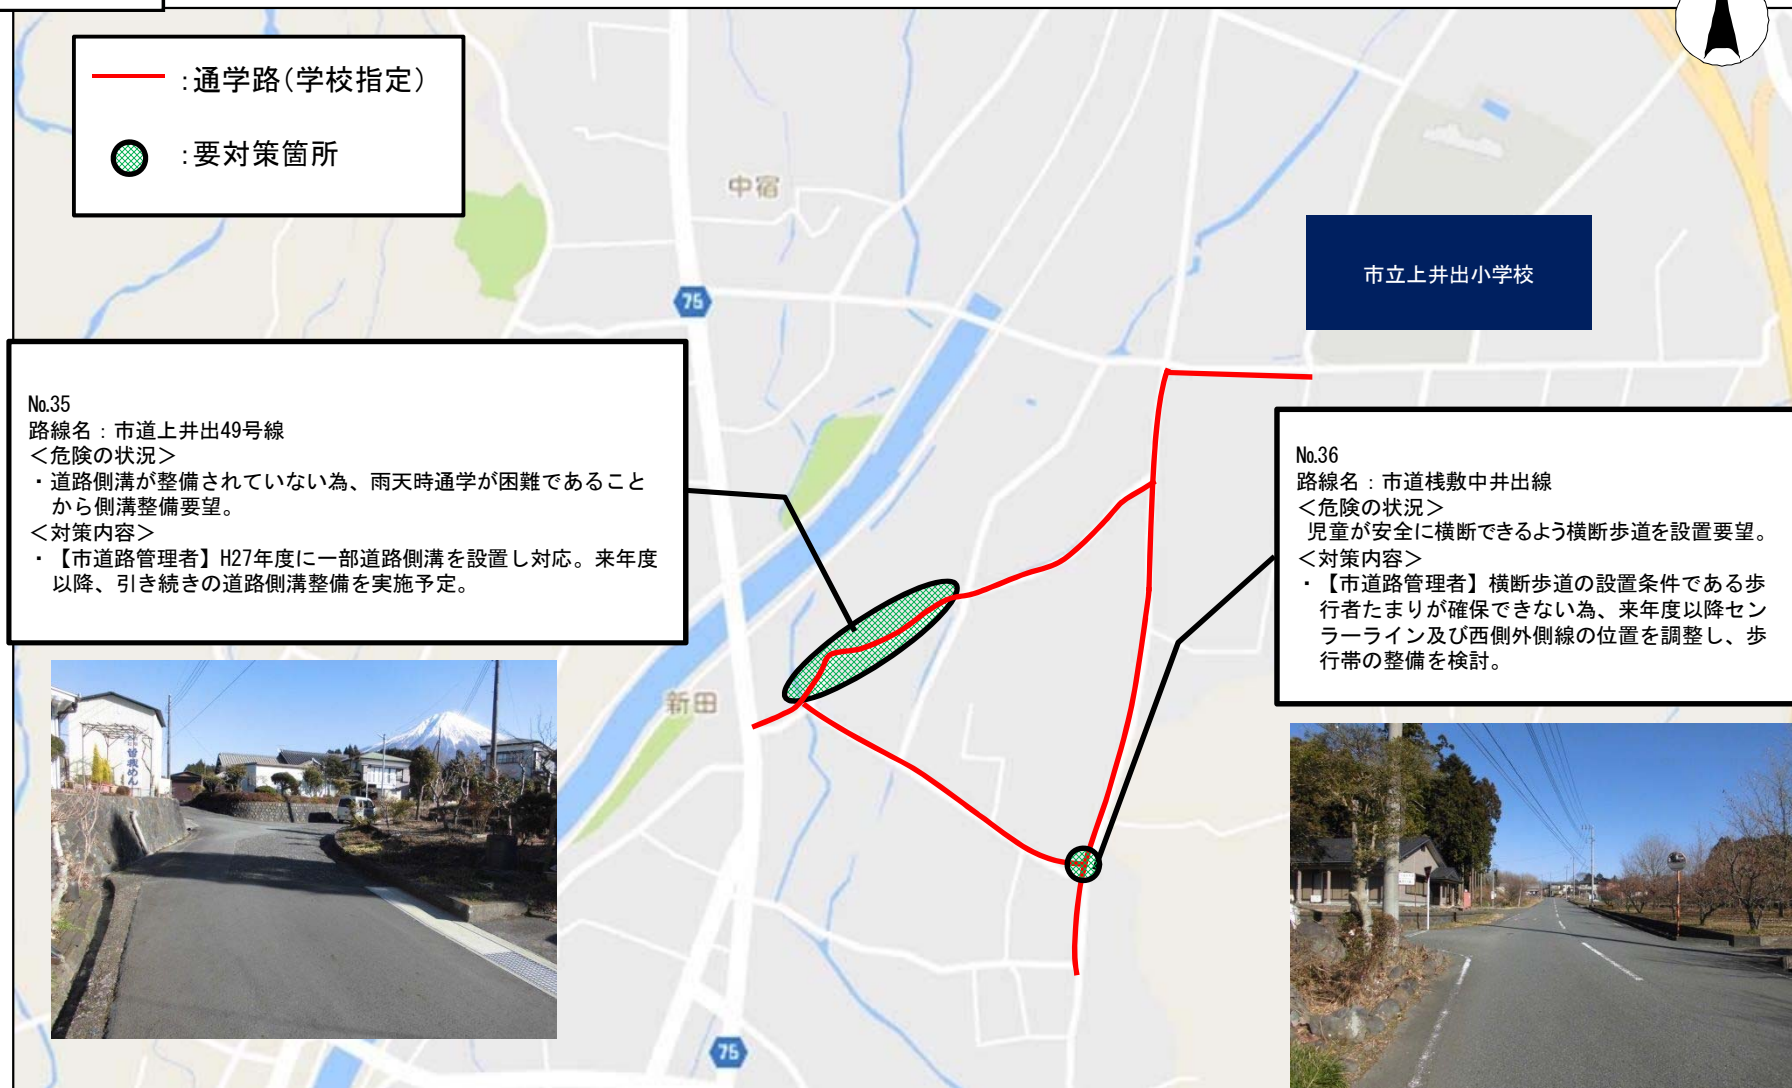 ：通学路（学校指定）
：要対策箇所
中宿
75
市立上井出小学校
No.35
路線名：市道上井出49号線
＜危険の状況＞
・道路側溝が整備されていない為、雨天時通学が困難であること
から側溝整備要望。
＜対策内容＞
・【市道路管理者】H27年度に一部道路側溝を設置し対応。来年度
以降、引き続きの道路側溝整備を実施予定。
No.36
路線名：市道桟敷中井出線
＜危険の状況＞
児童が安全に横断できるよう横断歩道を設置要望。
＜対策内容＞
・【市道路管理者】横断歩道の設置条件である歩
行者たまりが確保できない為、来年度以降セン
ラーライン及び西側外側線の位置を調整し、歩
行帯の整備を検討。
新田
曽我めん
75